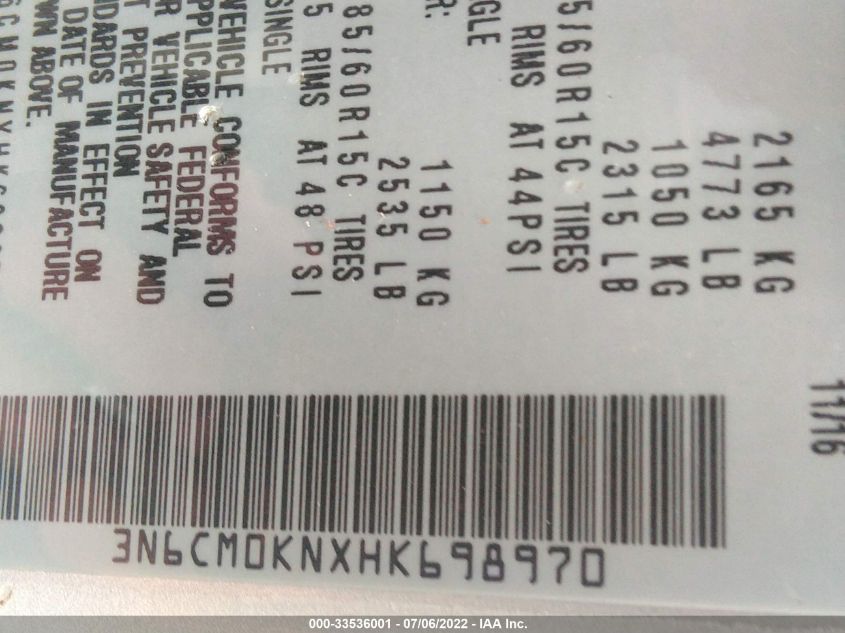 11/16
2165 KG
4773 LB
1050 KG
2315 LB
5/60R15C TIRES
RIMS AT 44PSI
GLE
R:
1150 KG
2535 LB
85/60R15C TIRES
5 RIMS AT 48 PSI
SINGLE
VEHICLE CONFORMS TO
APPLICABLE FEDERAL
R VEHICLE SAFETY AND
T PREVENTION
DARDS IN EFFECT ON
DATE OF MANUFACTURE
WN ABOVE.
3N6CM0KNXHK698970
000-33536001 - 07/06/2022 - IAA Inc.